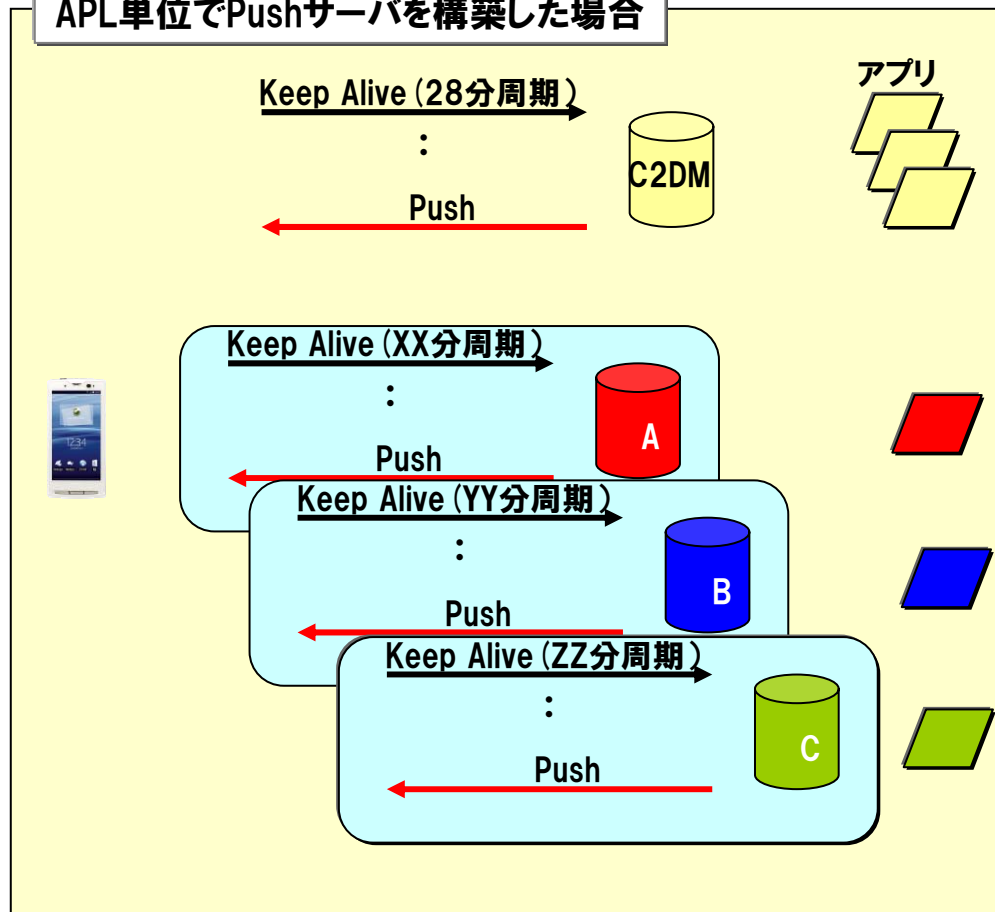 APL単位でPushサーバを構築した場合
アプリ
Keep Alive(28分周期)
:
C2DM
Push
Keep Alive(XX分周期)
:
A
Push
Keep Alive(YY分周期)
:
B
Push
Keep Alive(ZZ分周期)
:
C
Push
12:34